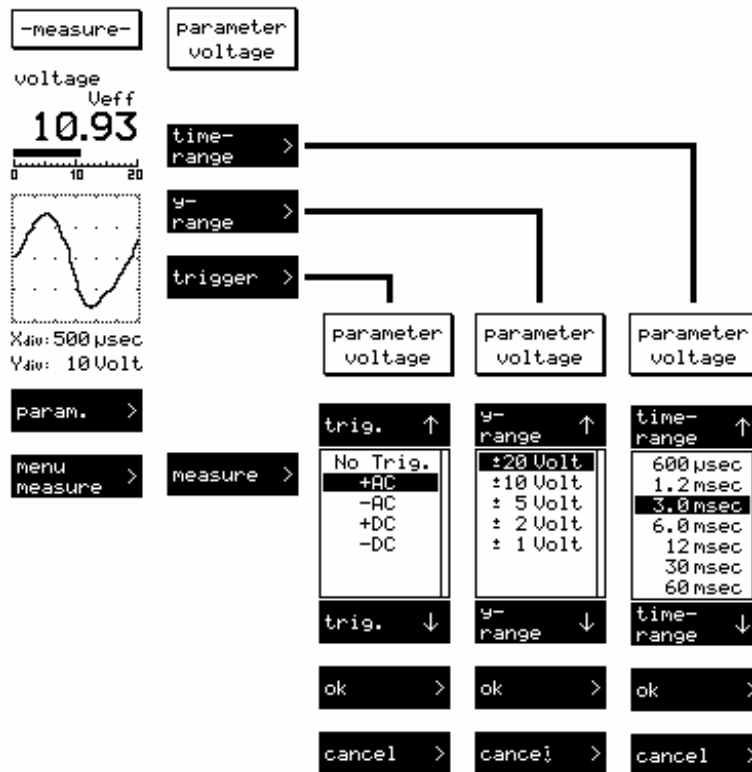 -measure-
voltage
Veff
10.93
0 10 20
Xdiv: 500 µsec
Ydiv: 10 Volt
param. >
menu
measure >
parameter
voltage
time-
range >
y-
range >
trigger >
measure >
parameter
voltage
trig. ↑
No Trig.
+AC
-AC
+DC
-DC
trig. ↓
ok >
cancel >
parameter
voltage
y-
range ↑
±20 Volt
±10 Volt
± 5 Volt
± 2 Volt
± 1 Volt
y-
range ↓
ok >
cancel >
parameter
voltage
time-
range ↑
600 µsec
1.2 msec
3.0 msec
6.0 msec
12 msec
30 msec
60 msec
time-
range ↓
ok >
cancel >